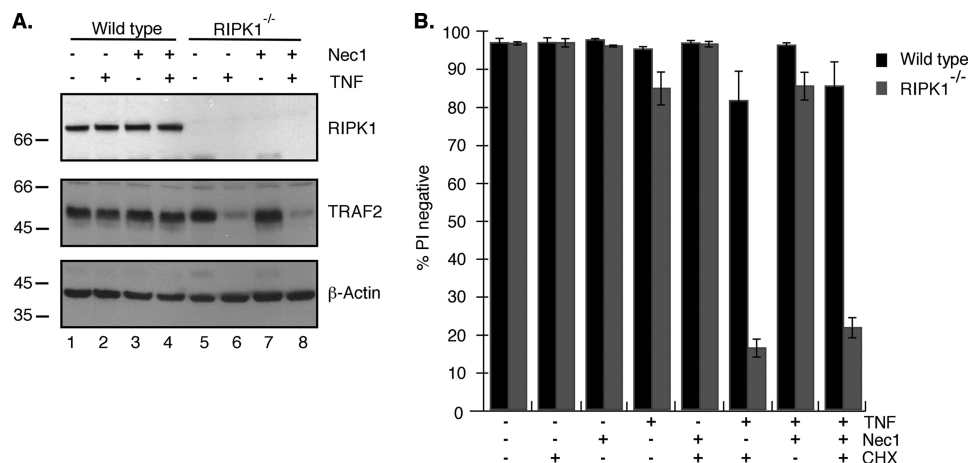 A.
Wild type RIPK1-/-
- - + + - - + + Nec1
- + - + - + - + TNF
66 RIPK1
66
45 TRAF2
45
35 β-Actin
1 2 3 4 5 6 7 8
B.
% PI negative
100
90
80
70
60
50
40
30
20
10
0
Wild type
RIPK1-/-
- - - + - + + + TNF
- - + - + - + + Nec1
- + - - + + - + CHX